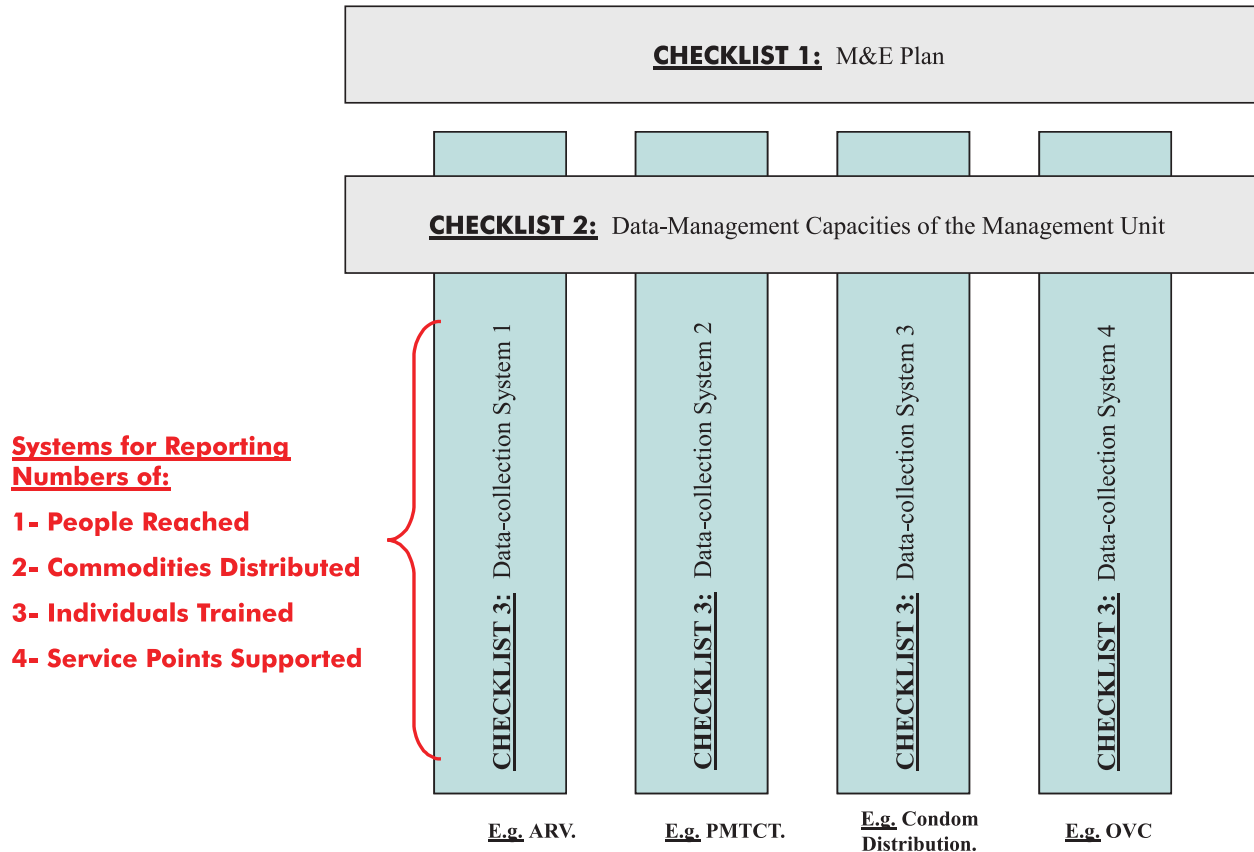 CHECKLIST 1: M&E Plan
CHECKLIST 2: Data-Management Capacities of the Management Unit
Systems for Reporting
Numbers of:
1- People Reached
2- Commodities Distributed
3- Individuals Trained
4- Service Points Supported
CHECKLIST 3: Data-collection System 1
CHECKLIST 3: Data-collection System 2
CHECKLIST 3: Data-collection System 3
CHECKLIST 3: Data-collection System 4
E.g. ARV.
E.g. PMTCT.
E.g. Condom
Distribution.
E.g. OVC